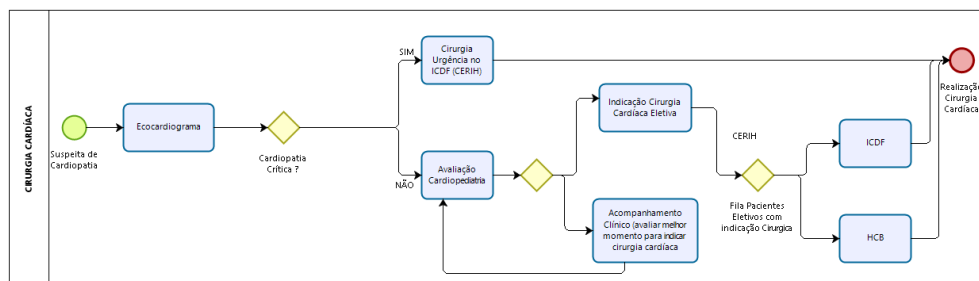 CIRURGIA CARDÍACA
Suspeita de
Cardiopatia
Ecocardiograma
Cardiopatia
Crítica ?
SIM
Cirurgia
Urgência no
ICDF (CERIH)
NÃO
Avaliação
Cardiopediatria
Indicação Cirurgia
Cardíaca Eletiva
Acompanhamento
Clínico (avaliar melhor
momento para indicar
cirurgia cardíaca
CERIH
Fila Pacientes
Eletivos com
indicação Cirurgica
ICDF
HCB
Realização
Cirurgia
Cardíaca